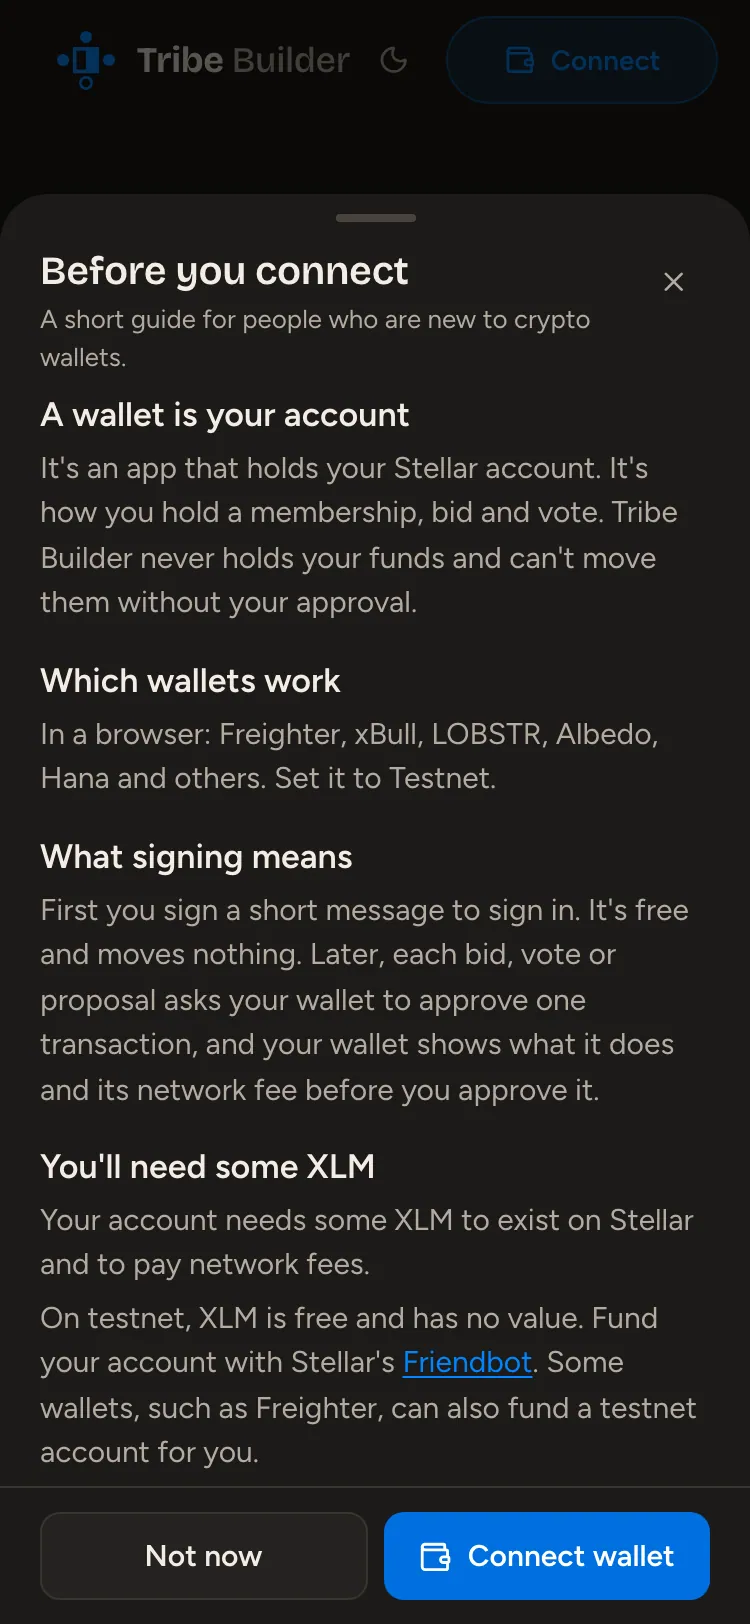 Tribe Builder
Connect
Before you connect
A short guide for people who are new to crypto
wallets.
A wallet is your account
It's an app that holds your Stellar account. It's
how you hold a membership, bid and vote. Tribe
Builder never holds your funds and can't move
them without your approval.
Which wallets work
In a browser: Freighter, xBull, LOBSTR, Albedo,
Hana and others. Set it to Testnet.
What signing means
First you sign a short message to sign in. It's free
and moves nothing. Later, each bid, vote or
proposal asks your wallet to approve one
transaction, and your wallet shows what it does
and its network fee before you approve it.
You'll need some XLM
Your account needs some XLM to exist on Stellar
and to pay network fees.
On testnet, XLM is free and has no value. Fund
your account with Stellar's Friendbot. Some
wallets, such as Freighter, can also fund a testnet
account for you.
Not now
Connect wallet